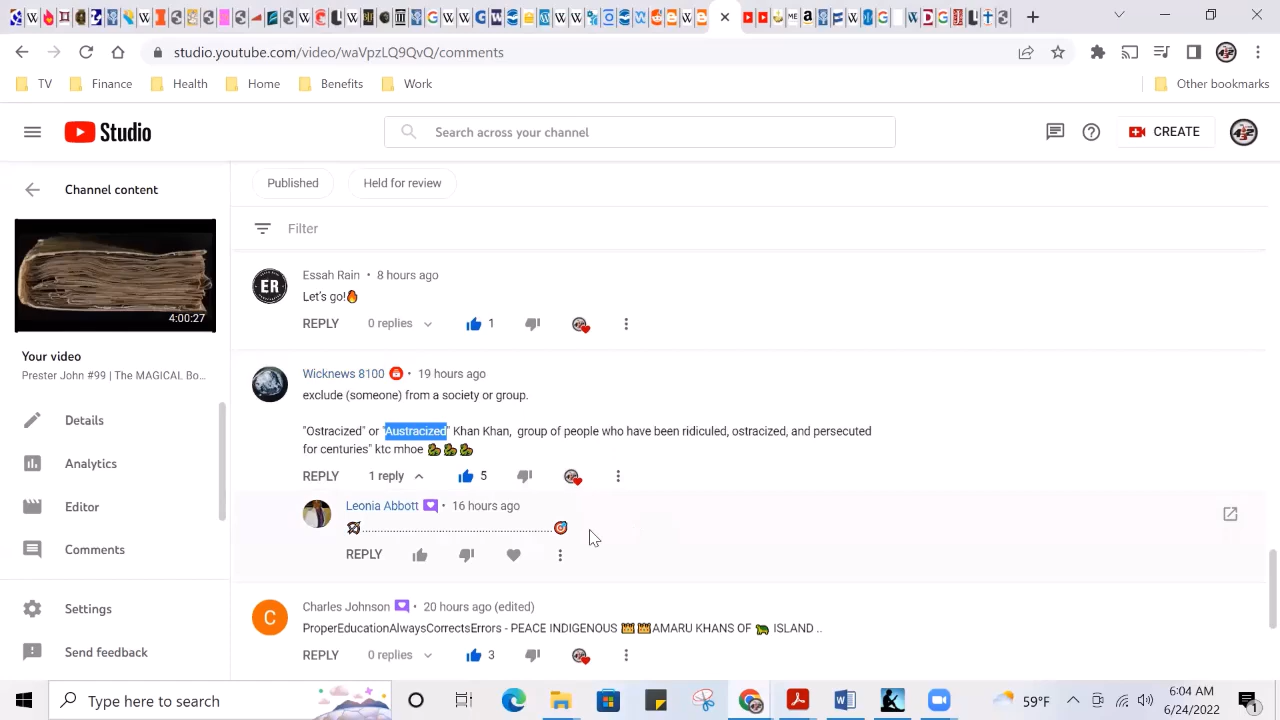 studio.youtube.com/video/waVpzLQ9QvQ/comments
TV Finance Health Home Benefits Work Other bookmarks
Studio
Search across your channel
CREATE
Channel content
Published Held for review
Filter
4:00:27
Your video
Prester John #99 | The MAGICAL Bo...
Details
Analytics
Editor
Comments
Settings
Send feedback
ER
Essah Rain • 8 hours ago
Let's go!🔥
REPLY 0 replies 1
Wicknews 8100 • 19 hours ago
exclude (someone) from a society or group.
"Ostracized" or "Austracized" Khan Khan, group of people who have been ridiculed, ostracized, and persecuted
for centuries" ktc mhoe 🐉🐉🐉
REPLY 1 reply 5
Leonia Abbott • 16 hours ago
🏹......................................................🎯
REPLY
C
Charles Johnson • 20 hours ago (edited)
ProperEducationAlwaysCorrectsErrors - PEACE INDIGENOUS 👑👑AMARU KHANS OF 🐢 ISLAND ..
REPLY 0 replies 3
Type here to search
59°F
6:04 AM
6/24/2022
1